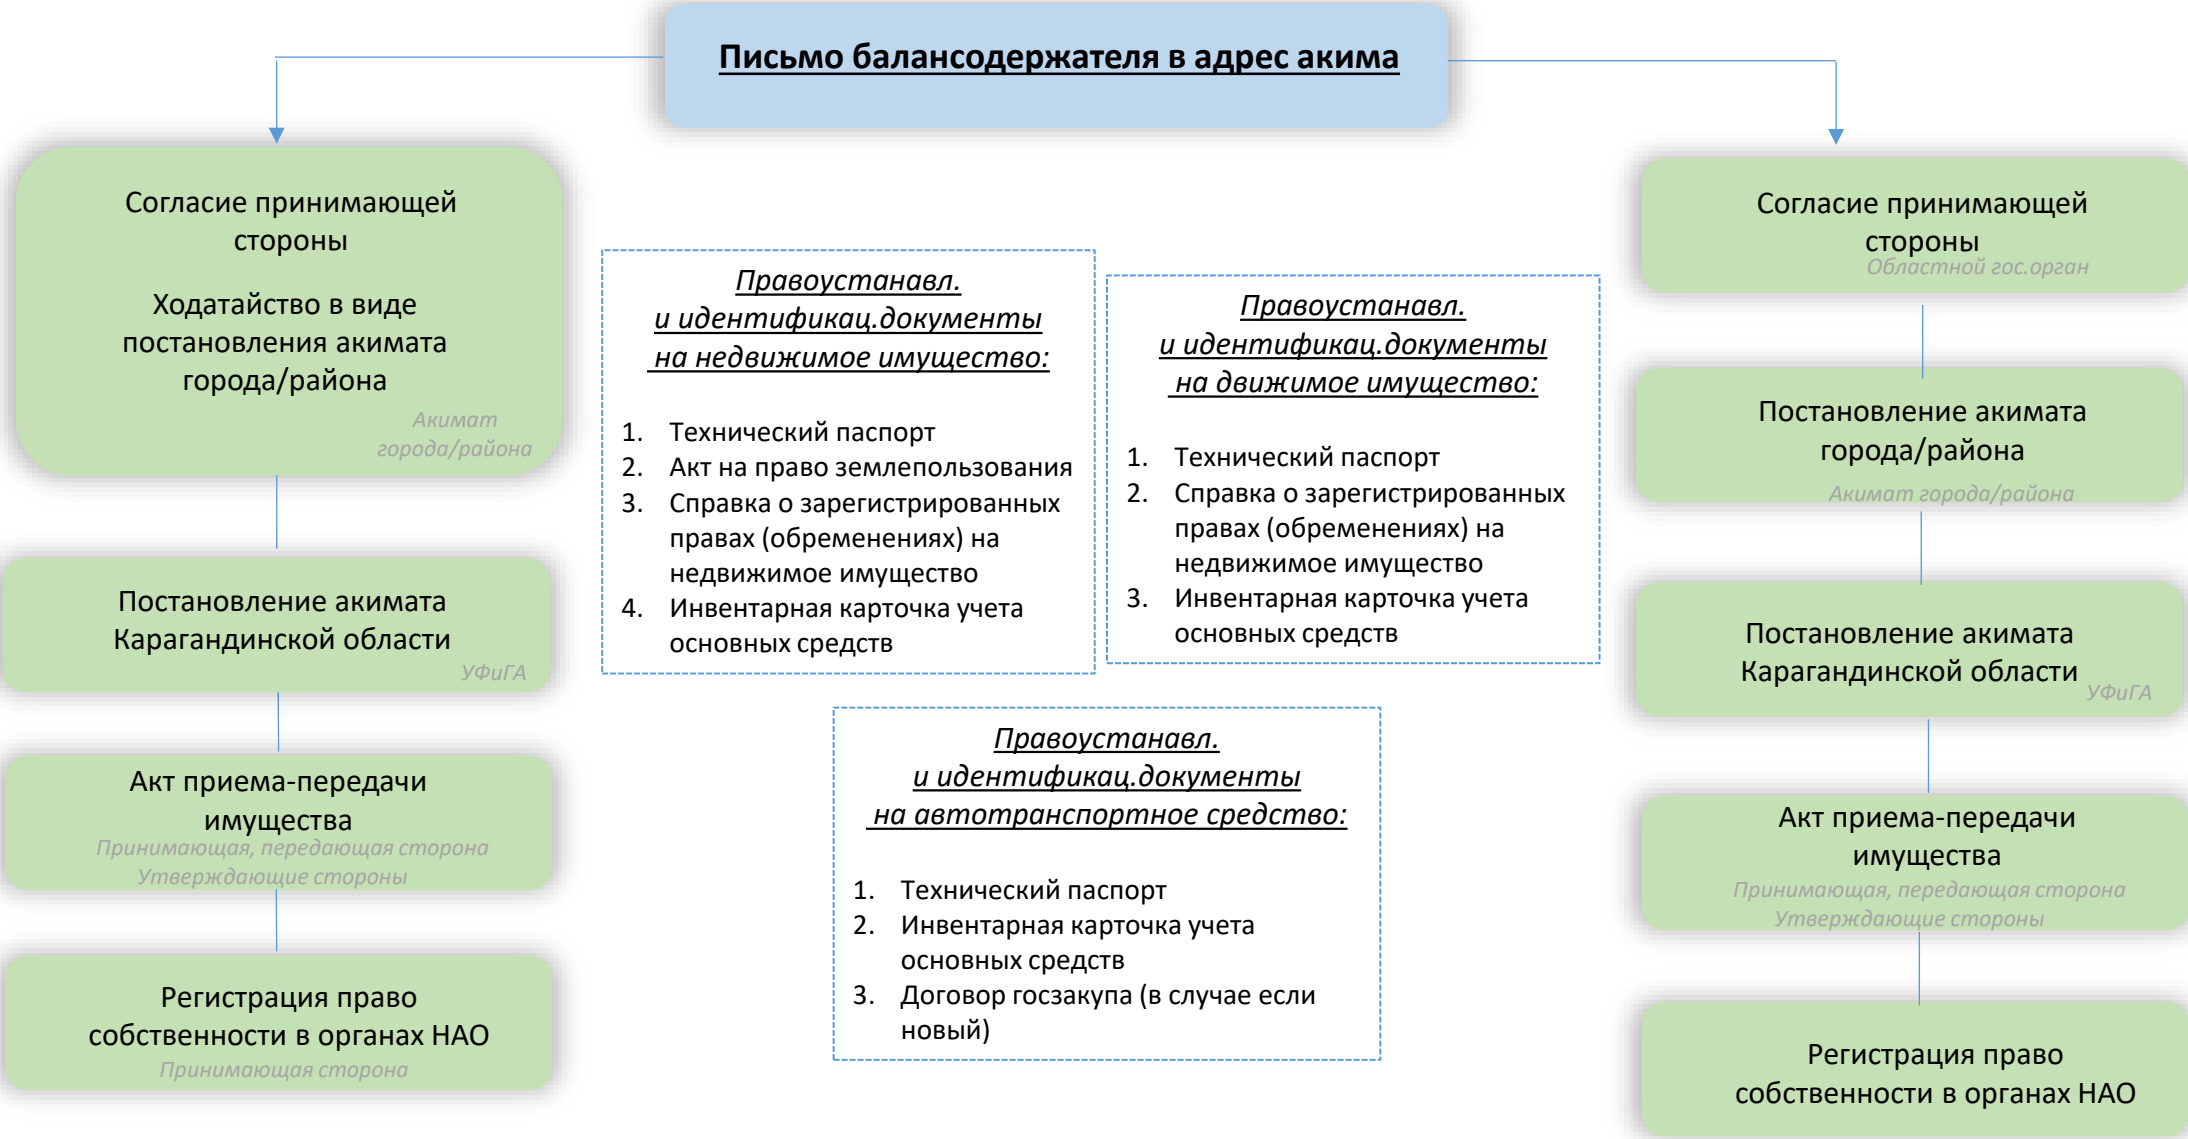 Письмо балансодержателя в адрес акима
Согласие принимающей
стороны
Ходатайство в виде
постановления акимата
города/района
Акимат
города/района
Постановление акимата
Карагандинской области
УФиГА
Акт приема-передачи
имущества
Принимающая, передающая сторона
Утверждающие стороны
Регистрация право
собственности в органах НАО
Принимающая сторона
Правоустанавл.
и идентификац.документы
на недвижимое имущество:
1. Технический паспорт
2. Акт на право землепользования
3. Справка о зарегистрированных
правах (обременениях) на
недвижимое имущество
4. Инвентарная карточка учета
основных средств
Правоустанавл.
и идентификац.документы
на движимое имущество:
1. Технический паспорт
2. Справка о зарегистрированных
правах (обременениях) на
недвижимое имущество
3. Инвентарная карточка учета
основных средств
Правоустанавл.
и идентификац.документы
на автотранспортное средство:
1. Технический паспорт
2. Инвентарная карточка учета
основных средств
3. Договор госзакупа (в случае если
новый)
Согласие принимающей
стороны
Областной гос.орган
Постановление акимата
города/района
Акимат города/района
Постановление акимата
Карагандинской области
УФиГА
Акт приема-передачи
имущества
Принимающая, передающая сторона
Утверждающие стороны
Регистрация право
собственности в органах НАО